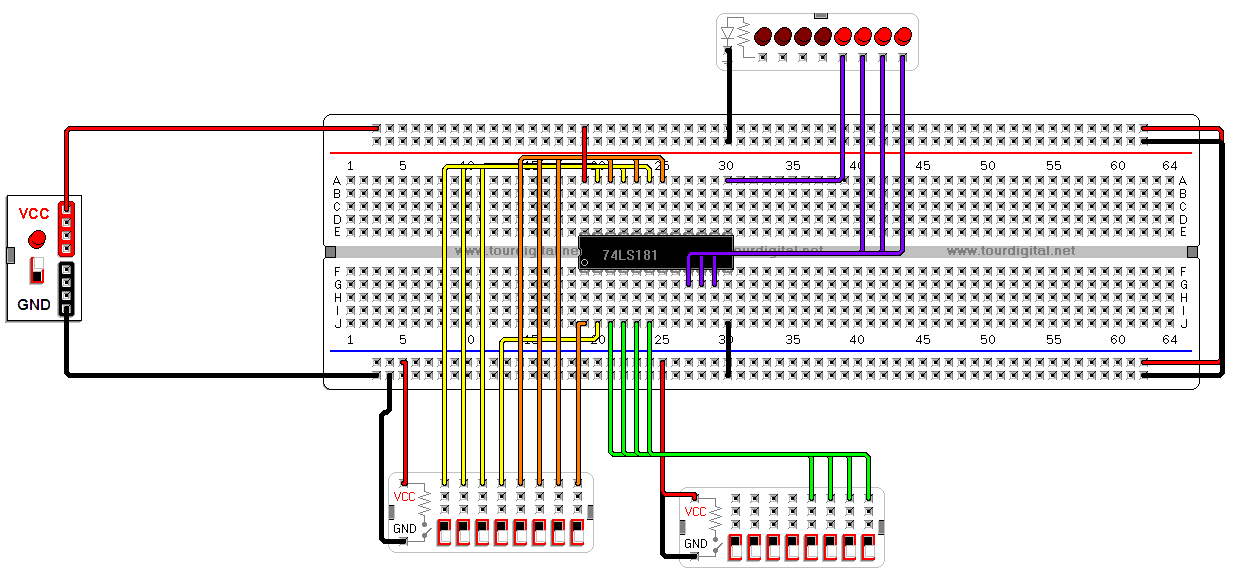 1 5 10 15 20 25 30 35 40 45 50 55 60 64
A A
B B
C C
D D
E E
VCC
GND
www.tourdigital.net www.tourdigital.net www.tourdigital.net
74LS181
F F
G G
H H
I I
J J
1 5 10 15 20 25 30 35 40 45 50 55 60 64
VCC
GND
VCC
GND